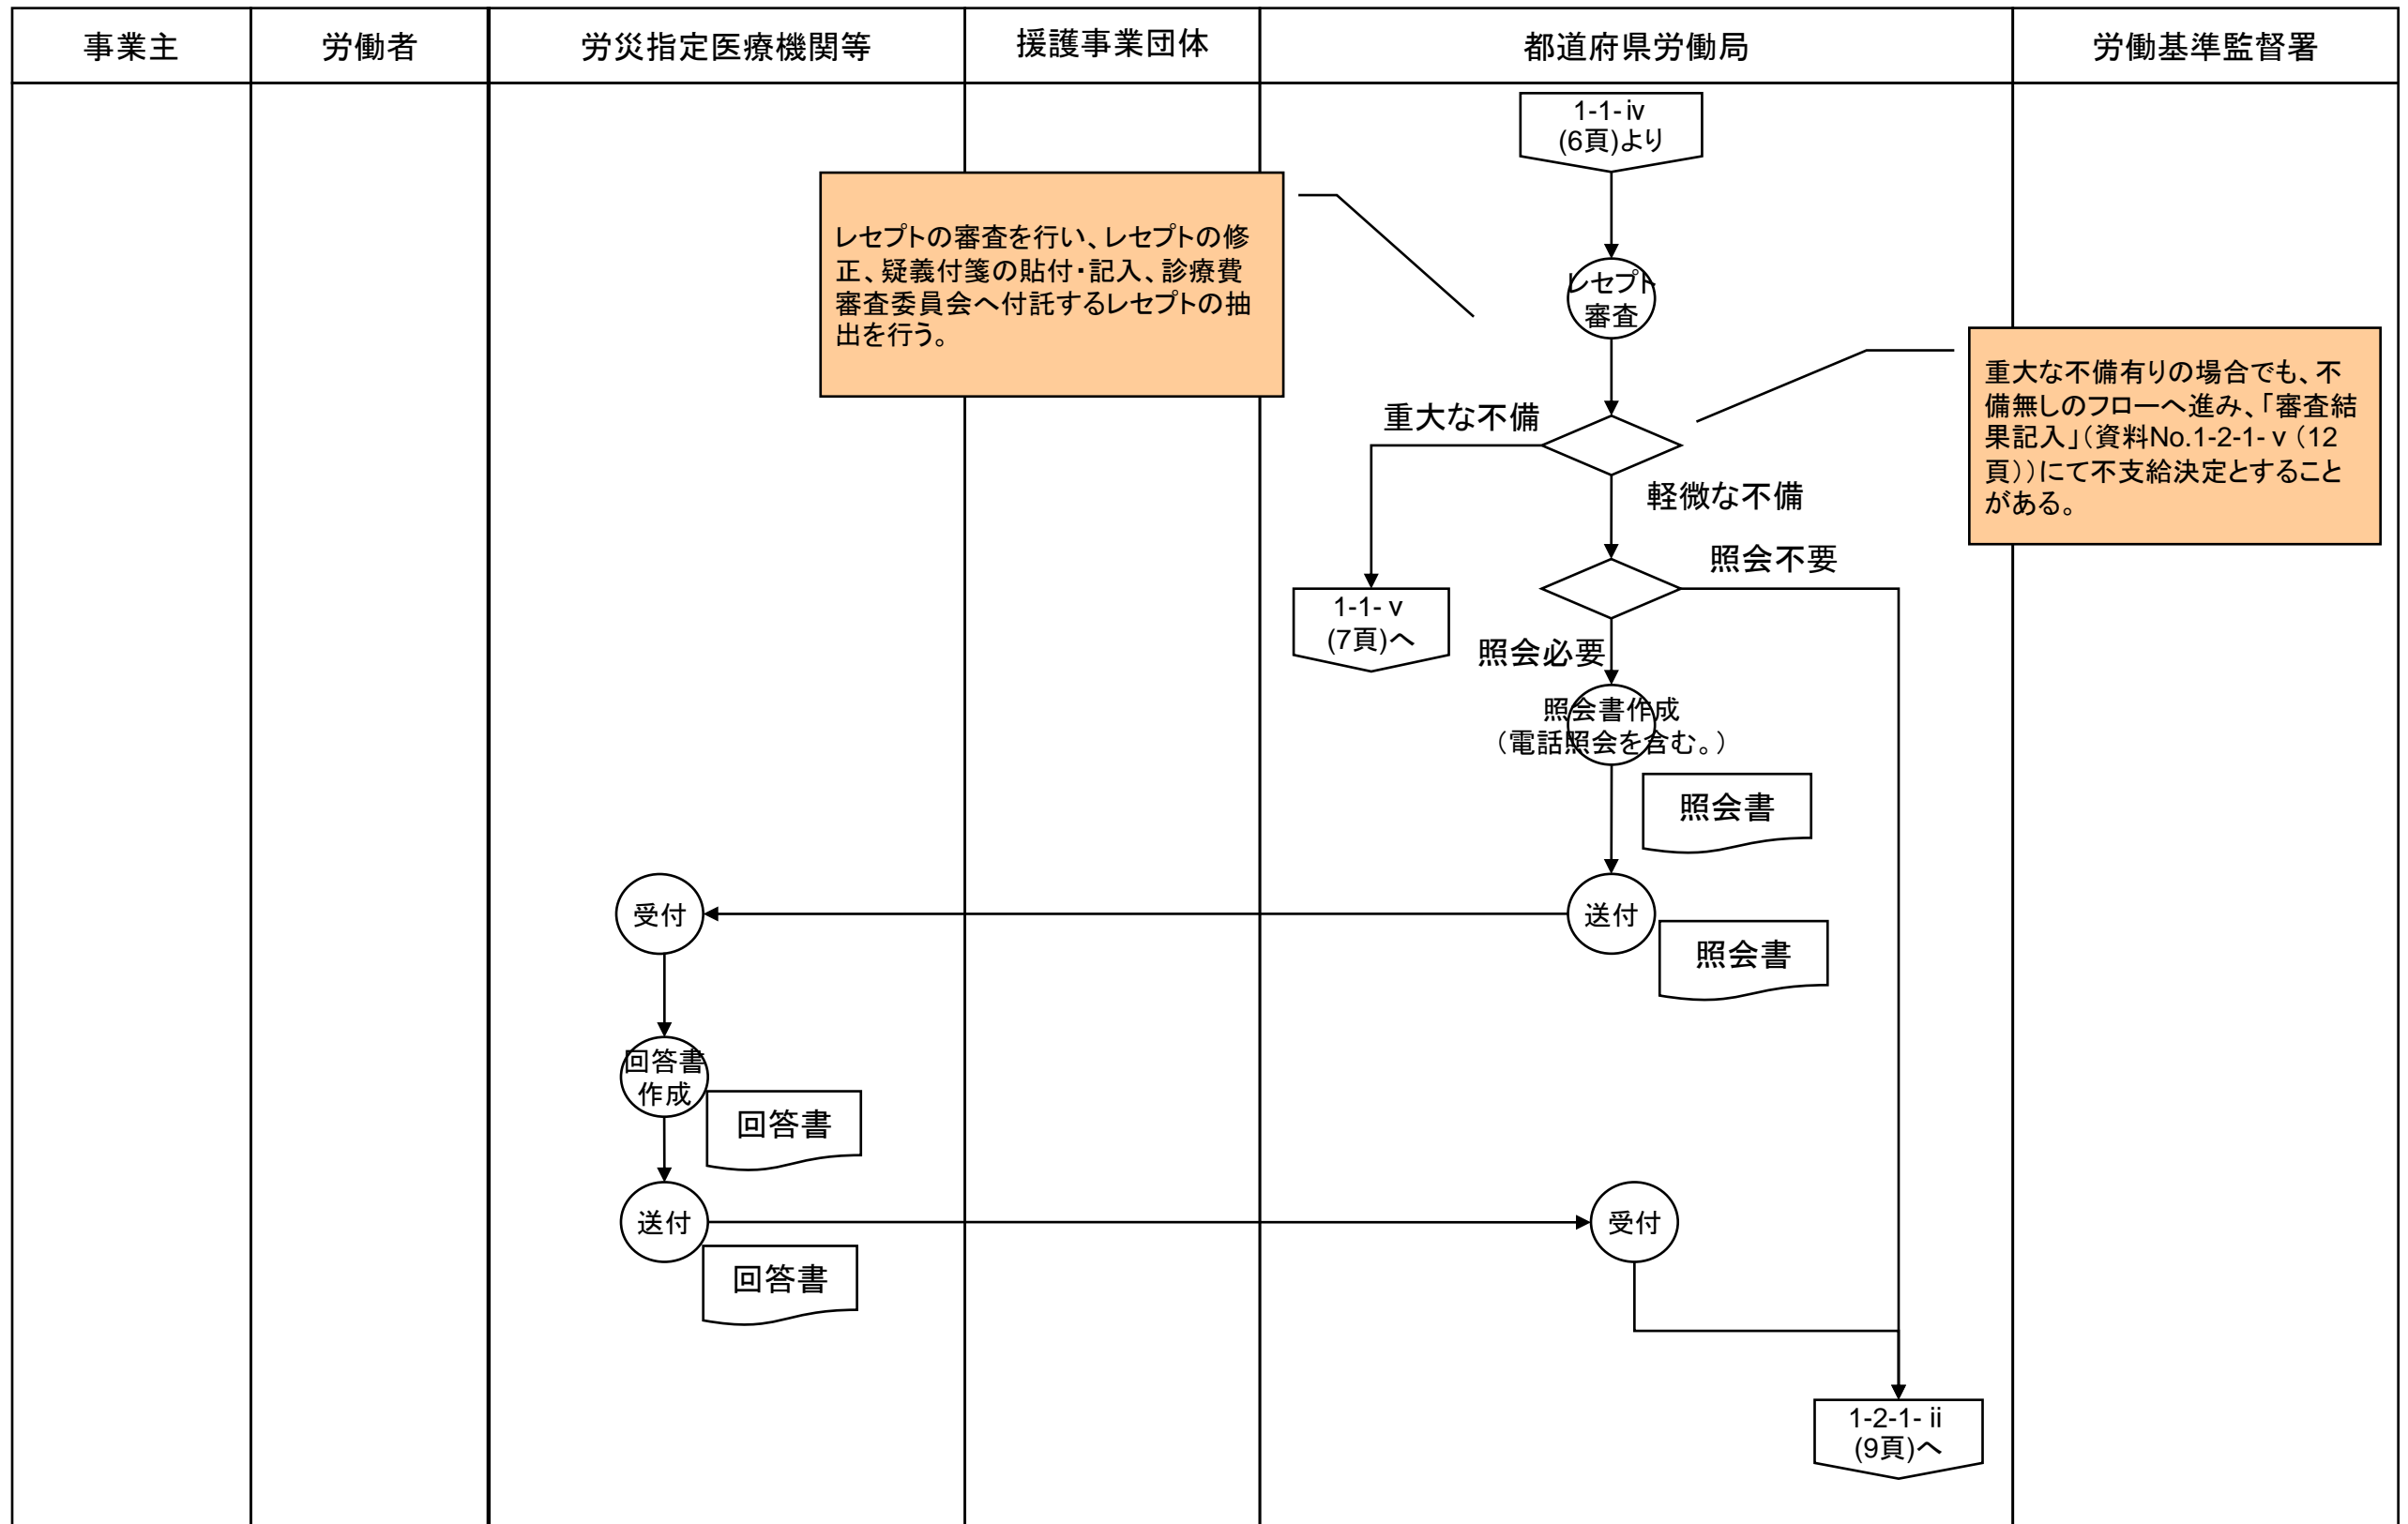 事業主
労働者
労災指定医療機関等
援護事業団体
都道府県労働局
労働基準監督署
1-1-ⅳ
(6頁)より
レセプトの審査を行い、レセプトの修
正、疑義付箋の貼付・記入、診療費
審査委員会へ付託するレセプトの抽
出を行う。
レセプト
審査
重大な不備有りの場合でも、不
備無しのフローへ進み、「審査結
果記入」(資料No.1-2-1-ⅴ(12
頁))にて不支給決定とすること
がある。
重大な不備
軽微な不備
照会不要
1-1-ⅴ
(7頁)へ
照会必要
照会書作成
(電話照会を含む。)
照会書
受付
送付
照会書
回答書
作成
回答書
送付
受付
回答書
1-2-1-ⅱ
(9頁)へ